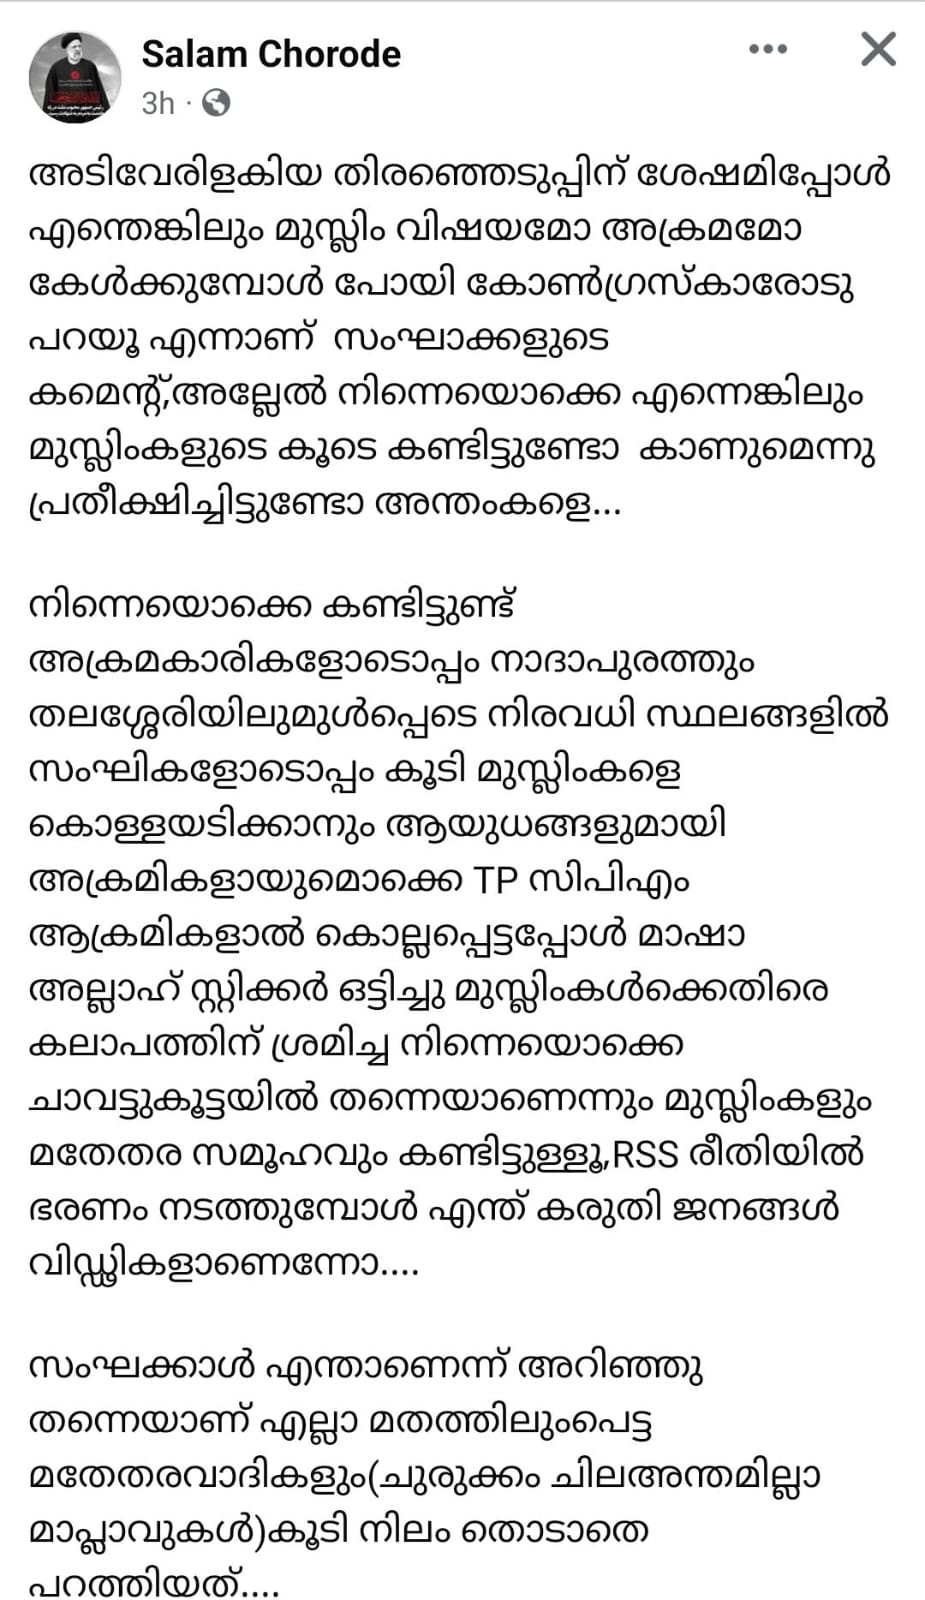 Salam Chorode
3h ·
അടിവേരിളകിയ തിരഞ്ഞെടുപ്പിന് ശേഷമിപ്പോൾ
എന്തെങ്കിലും മുസ്ലിം വിഷയമോ അക്രമമോ
കേൾക്കുമ്പോൾ പോയി കോൺഗ്രസ്കാരോടു
പറയൂ എന്നാണ്  സംഘാക്കളുടെ
കമെന്റ്,അല്ലേൽ നിന്നെയൊക്കെ എന്നെങ്കിലും
മുസ്ലിംകളുടെ കൂടെ കണ്ടിട്ടുണ്ടോ  കാണുമെന്നു
പ്രതീക്ഷിച്ചിട്ടുണ്ടോ അന്തംകളെ...
നിന്നെയൊക്കെ കണ്ടിട്ടുണ്ട്
അക്രമകാരികളോടൊപ്പം നാദാപുരത്തും
തലശ്ശേരിയിലുമുൾപ്പെടെ നിരവധി സ്ഥലങ്ങളിൽ
സംഘികളോടൊപ്പം കൂടി മുസ്ലിംകളെ
കൊള്ളയടിക്കാനും ആയുധങ്ങളുമായി
അക്രമികളായുമൊക്കെ TP സിപിഎം
ആക്രമികളാൽ കൊല്ലപ്പെട്ടപ്പോൾ മാഷാ
അല്ലാഹ് സ്റ്റിക്കർ ഒട്ടിച്ചു മുസ്ലിംകൾക്കെതിരെ
കലാപത്തിന് ശ്രമിച്ച നിന്നെയൊക്കെ
ചാവട്ടുകൂട്ടയിൽ തന്നെയാണെന്നും മുസ്ലിംകളും
മതേതര സമൂഹവും കണ്ടിട്ടുള്ളൂ,RSS രീതിയിൽ
ഭരണം നടത്തുമ്പോൾ എന്ത് കരുതി ജനങ്ങൾ
വിഡ്ഢികളാണെന്നോ....
സംഘക്കാൾ എന്താണെന്ന് അറിഞ്ഞു
തന്നെയാണ് എല്ലാ മതത്തിലുംപെട്ട
മതേതരവാദികളും(ചുരുക്കം ചിലഅന്തമില്ലാ
മാപ്ലാവുകൾ)കൂടി നിലം തൊടാതെ
പറത്തിയത്....